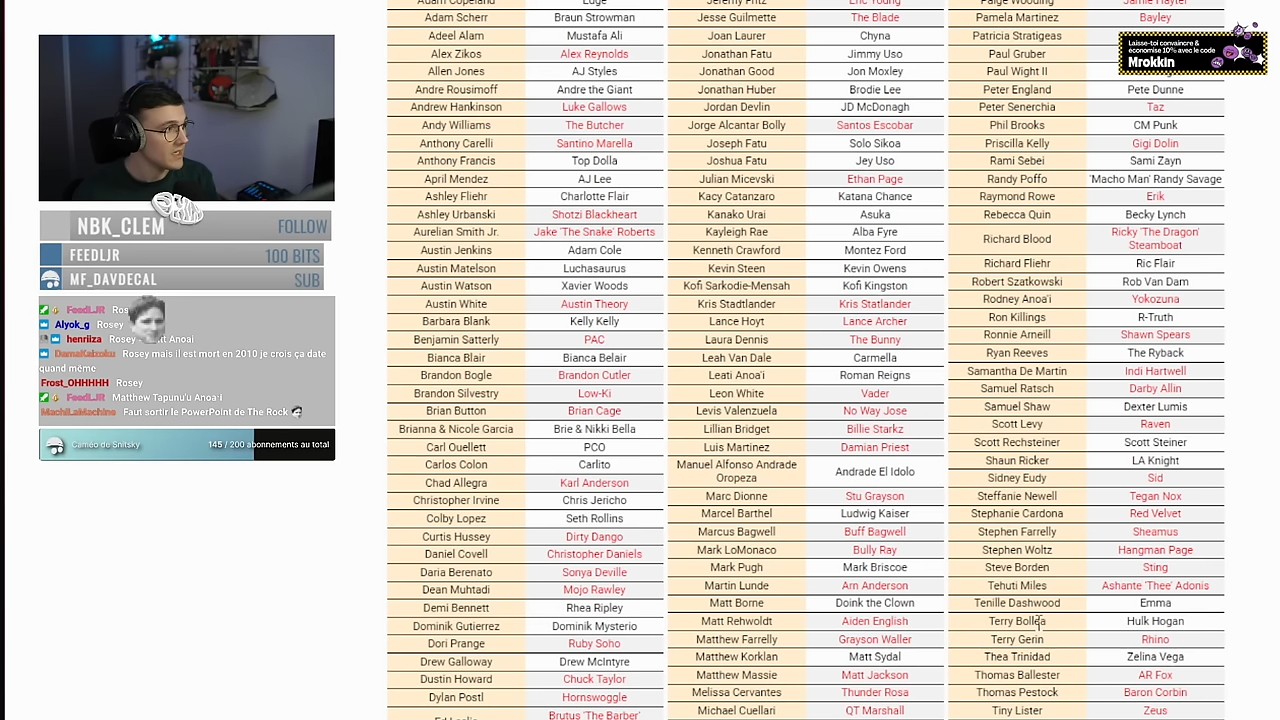 NBK_CLEM FOLLOW
FEEDLJR 100 BITS
MF_DAVDECAL SUB
FeedLJR Ros
Alyok_g Rosey
henriiza Rosey Anoai
DamaKaizoku Rosey mais il est mort en 2010 je crois ça date
quand même
Frost_OHHHHH Rosey
FeedLJR Matthew Tapunu'u Anoa-i
MachiLaMachine Faut sortir le PowerPoint de The Rock
Caméo de Snitsky 145 / 200 abonnements au total
Laisse-toi convaincre &
économise 10% avec le code
Mrokkin
Adam Copeland Edge
Adam Scherr Braun Strowman
Adeel Alam Mustafa Ali
Alex Zikos Alex Reynolds
Allen Jones AJ Styles
Andre Rousimoff Andre the Giant
Andrew Hankinson Luke Gallows
Andy Williams The Butcher
Anthony Carelli Santino Marella
Anthony Francis Top Dolla
April Mendez AJ Lee
Ashley Fliehr Charlotte Flair
Ashley Urbanski Shotzi Blackheart
Aurelian Smith Jr. Jake 'The Snake' Roberts
Austin Jenkins Adam Cole
Austin Matelson Luchasaurus
Austin Watson Xavier Woods
Austin White Austin Theory
Barbara Blank Kelly Kelly
Benjamin Satterly PAC
Bianca Blair Bianca Belair
Brandon Bogle Brandon Cutler
Brandon Silvestry Low-Ki
Brian Button Brian Cage
Brianna & Nicole Garcia Brie & Nikki Bella
Carl Ouellett PCO
Carlos Colon Carlito
Chad Allegra Karl Anderson
Christopher Irvine Chris Jericho
Colby Lopez Seth Rollins
Curtis Hussey Dirty Dango
Daniel Covell Christopher Daniels
Daria Berenato Sonya Deville
Dean Muhtadi Mojo Rawley
Demi Bennett Rhea Ripley
Dominik Gutierrez Dominik Mysterio
Dori Prange Ruby Soho
Drew Galloway Drew McIntyre
Dustin Howard Chuck Taylor
Dylan Postl Hornswoggle
Brutus 'The Barber'
Jeremy Fritz Eric Young
Jesse Guilmette The Blade
Joan Laurer Chyna
Jonathan Fatu Jimmy Uso
Jonathan Good Jon Moxley
Jonathan Huber Brodie Lee
Jordan Devlin JD McDonagh
Jorge Alcantar Bolly Santos Escobar
Joseph Fatu Solo Sikoa
Joshua Fatu Jey Uso
Julian Micevski Ethan Page
Kacy Catanzaro Katana Chance
Kanako Urai Asuka
Kayleigh Rae Alba Fyre
Kenneth Crawford Montez Ford
Kevin Steen Kevin Owens
Kofi Sarkodie-Mensah Kofi Kingston
Kris Stadtlander Kris Statlander
Lance Hoyt Lance Archer
Laura Dennis The Bunny
Leah Van Dale Carmella
Leati Anoa'i Roman Reigns
Leon White Vader
Levis Valenzuela No Way Jose
Lillian Bridget Billie Starkz
Luis Martinez Damian Priest
Manuel Alfonso Andrade
Oropeza Andrade El Idolo
Marc Dionne Stu Grayson
Marcel Barthel Ludwig Kaiser
Marcus Bagwell Buff Bagwell
Mark LoMonaco Bully Ray
Mark Pugh Mark Briscoe
Martin Lunde Arn Anderson
Matt Borne Doink the Clown
Matt Rehwoldt Aiden English
Matthew Farrelly Grayson Waller
Matthew Korklan Matt Sydal
Matthew Massie Matt Jackson
Melissa Cervantes Thunder Rosa
Michael Cuellari QT Marshall
Paige Wooding Jamie Hayter
Pamela Martinez Bayley
Patricia Stratigeas
Paul Gruber
Paul Wight II
Peter England Pete Dunne
Peter Senerchia Taz
Phil Brooks CM Punk
Priscilla Kelly Gigi Dolin
Rami Sebei Sami Zayn
Randy Poffo 'Macho Man' Randy Savage
Raymond Rowe Erik
Rebecca Quin Becky Lynch
Richard Blood Ricky 'The Dragon'
Steamboat
Richard Fliehr Ric Flair
Robert Szatkowski Rob Van Dam
Rodney Anoa'i Yokozuna
Ron Killings R-Truth
Ronnie Arneill Shawn Spears
Ryan Reeves The Ryback
Samantha De Martin Indi Hartwell
Samuel Ratsch Darby Allin
Samuel Shaw Dexter Lumis
Scott Levy Raven
Scott Rechsteiner Scott Steiner
Shaun Ricker LA Knight
Sidney Eudy Sid
Steffanie Newell Tegan Nox
Stephanie Cardona Red Velvet
Stephen Farrelly Sheamus
Stephen Woltz Hangman Page
Steve Borden Sting
Tehuti Miles Ashante 'Thee' Adonis
Tenille Dashwood Emma
Terry Bollea Hulk Hogan
Terry Gerin Rhino
Thea Trinidad Zelina Vega
Thomas Ballester AR Fox
Thomas Pestock Baron Corbin
Tiny Lister Zeus